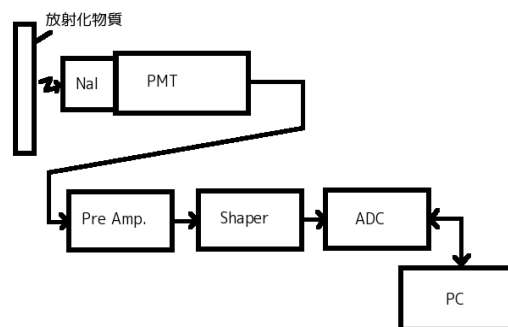 放射化物質
NaI
PMT
Pre Amp.
Shaper
ADC
PC